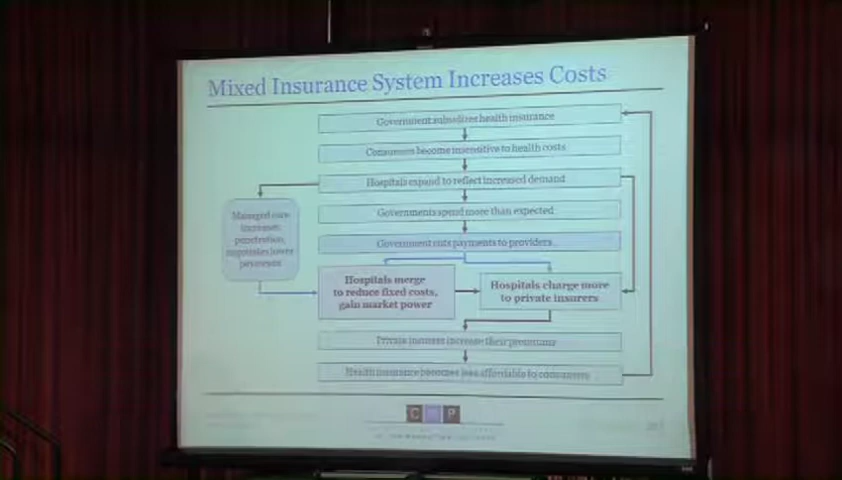 Mixed Insurance System Increases Costs
Government subsidizes health insurance
Consumers become insensitive to health costs
Hospitals expand to reflect increased demand
Governments spend more than expected
Managed care
increases
penetration,
negotiates lower
payments
Government cuts payments to providers
Hospitals merge
to reduce fixed costs,
gain market power
Hospitals charge more
to private insurers
Private insurers increase their premiums
Health insurance becomes less affordable to consumers
C P